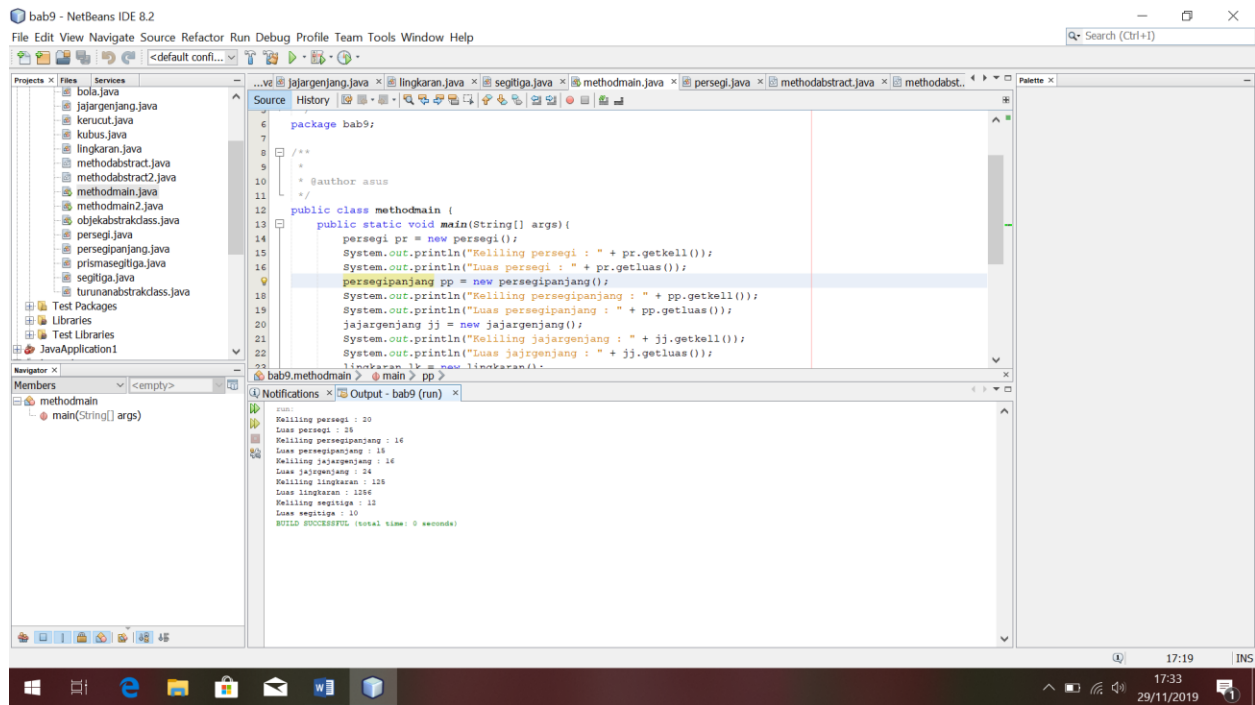 bab9 - NetBeans IDE 8.2
File Edit View Navigate Source Refactor Run Debug Profile Team Tools Window Help
Search (Ctrl+I)
<default confi...
Projects Files Services
bola.java
jajargenjang.java
kerucut.java
kubus.java
lingkaran.java
methodabstract.java
methodabstract2.java
methodmain.java
methodmain2.java
objekabstrakclass.java
persegi.java
persegipanjang.java
prismasegitiga.java
segitiga.java
turunanabstrakclass.java
Test Packages
Libraries
Test Libraries
JavaApplication1
Navigator
Members <empty>
methodmain
main(String[] args)
...va jajargenjang.java lingkaran.java segitiga.java methodmain.java persegi.java methodabstract.java methodabst..
Source History
5 */
6 package bab9;
7
8 /**
9 *
10 * @author asus
11 */
12 public class methodmain {
13 public static void main(String[] args){
14 persegi pr = new persegi();
15 System.out.println("Keliling persegi : " + pr.getkell());
16 System.out.println("Luas persegi : " + pr.getluas());
persegipanjang pp = new persegipanjang();
18 System.out.println("Keliling persegipanjang : " + pp.getkell());
19 System.out.println("Luas persegipanjang : " + pp.getluas());
20 jajargenjang jj = new jajargenjang();
21 System.out.println("Keliling jajargenjang : " + jj.getkell());
22 System.out.println("Luas jajrgenjang : " + jj.getluas());
23 lingkaran lk = new lingkaran();
bab9.methodmain main pp
Notifications Output - bab9 (run)
run:
Keliling persegi : 20
Luas persegi : 25
Keliling persegipanjang : 16
Luas persegipanjang : 15
Keliling jajargenjang : 16
Luas jajrgenjang : 24
Keliling lingkaran : 125
Luas lingkaran : 1256
Keliling segitiga : 12
Luas segitiga : 10
BUILD SUCCESSFUL (total time: 0 seconds)
Palette
17:19 INS
17:33
29/11/2019